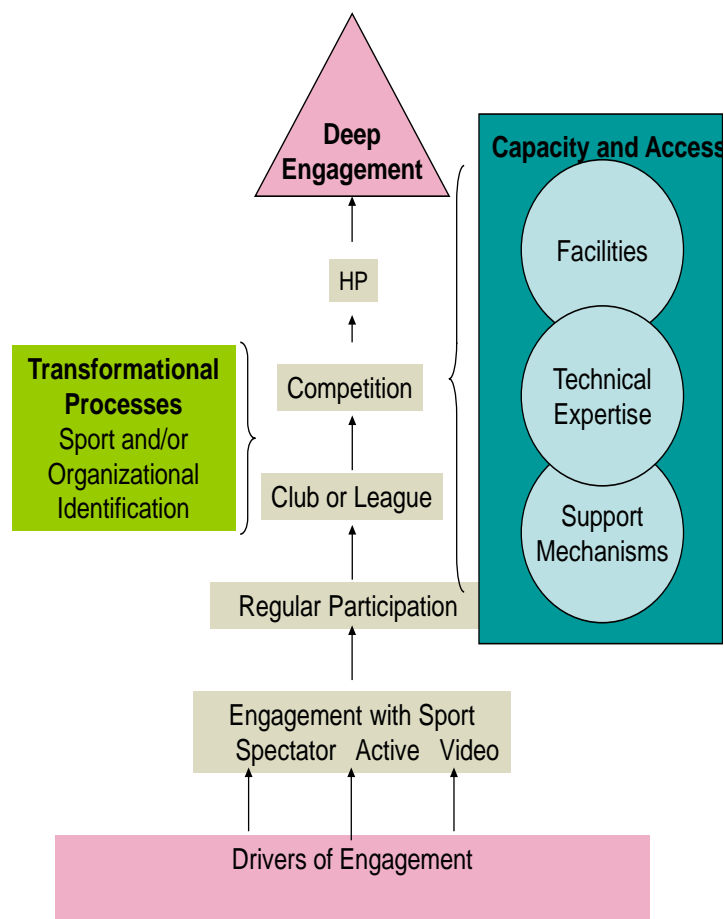 Deep
Engagement
Capacity and Access
Facilities
HP
Transformational
Processes
Sport and/or
Organizational
Identification
Competition
Technical
Expertise
Club or League
Support
Mechanisms
Regular Participation
Engagement with Sport
Spectator Active Video
Drivers of Engagement